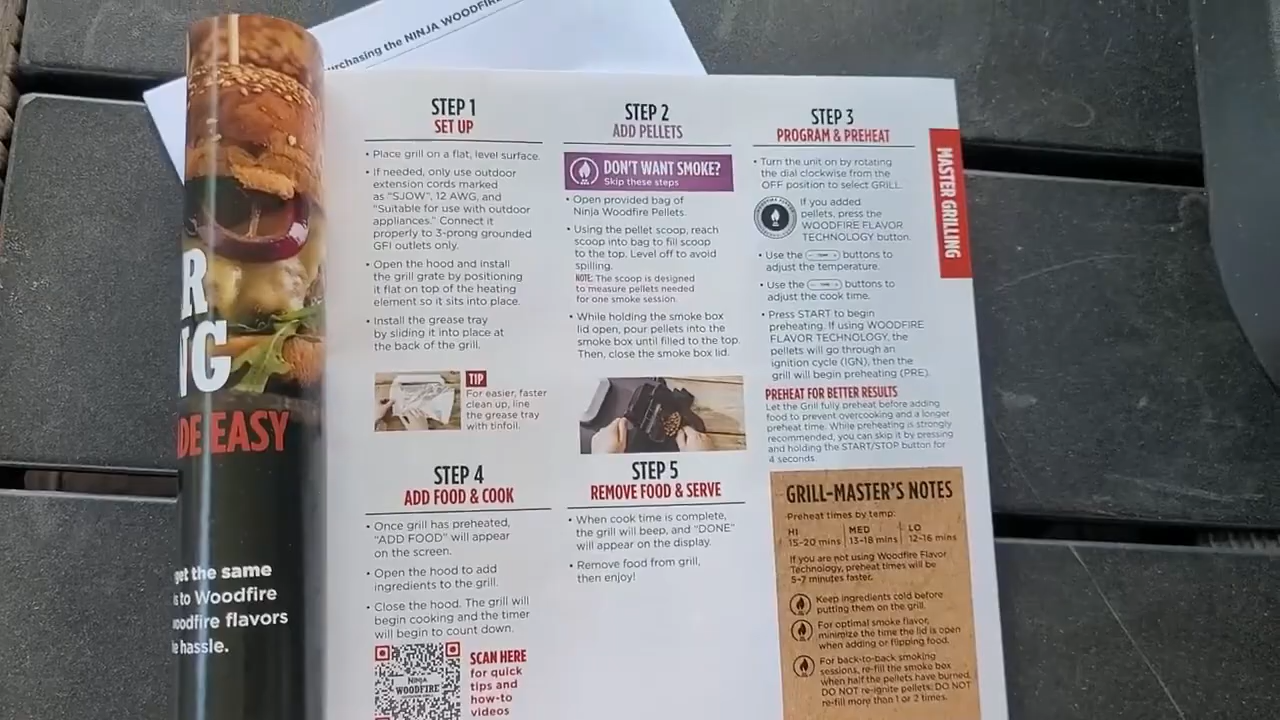 urchasing the NINJA WOODFIRE
R
NG
DE EASY
get the same
s to Woodfire
woodfire flavors
e hassle.
MASTER GRILLING
STEP 1
SET UP
• Place grill on a flat, level surface.
• If needed, only use outdoor
extension cords marked
as "SJOW", 12 AWG, and
"Suitable for use with outdoor
appliances." Connect it
properly to 3-prong grounded
GFI outlets only.
• Open the hood and install
the grill grate by positioning
it flat on top of the heating
element so it sits into place.
• Install the grease tray
by sliding it into place at
the back of the grill.
TIP
For easier, faster
clean up, line
the grease tray
with tinfoil.
STEP 2
ADD PELLETS
DON'T WANT SMOKE?
Skip these steps
• Open provided bag of
Ninja Woodfire Pellets.
• Using the pellet scoop, reach
scoop into bag to fill scoop
to the top. Level off to avoid
spilling.
NOTE: The scoop is designed
to measure pellets needed
for one smoke session.
• While holding the smoke box
lid open, pour pellets into the
smoke box until filled to the top.
Then, close the smoke box lid.
STEP 3
PROGRAM & PREHEAT
• Turn the unit on by rotating
the dial clockwise from the
OFF position to select GRILL.
If you added
pellets, press the
WOODFIRE FLAVOR
TECHNOLOGY button.
• Use the buttons to
adjust the temperature.
• Use the buttons to
adjust the cook time.
• Press START to begin
preheating. If using WOODFIRE
FLAVOR TECHNOLOGY, the
pellets will go through an
ignition cycle (IGN), then the
grill will begin preheating (PRE).
PREHEAT FOR BETTER RESULTS
Let the Grill fully preheat before adding
food to prevent overcooking and a longer
preheat time. While preheating is strongly
recommended, you can skip it by pressing
and holding the START/STOP button for
4 seconds.
STEP 4
ADD FOOD & COOK
• Once grill has preheated,
"ADD FOOD" will appear
on the screen.
• Open the hood to add
ingredients to the grill.
• Close the hood. The grill will
begin cooking and the timer
will begin to count down.
NINJA
WOODFIRE
SCAN HERE
for quick
tips and
how-to
videos
STEP 5
REMOVE FOOD & SERVE
• When cook time is complete,
the grill will beep, and "DONE"
will appear on the display.
• Remove food from grill,
then enjoy!
GRILL-MASTER'S NOTES
Preheat times by temp:
HI MED LO
15-20 mins 13-18 mins 12-16 mins
If you are not using Woodfire Flavor
Technology, preheat times will be
5-7 minutes faster.
Keep ingredients cold before
putting them on the grill.
For optimal smoke flavor,
minimize the time the lid is open
when adding or flipping food.
For back-to-back smoking
sessions, re-fill the smoke box
when half the pellets have burned.
DO NOT re-ignite pellets; DO NOT
re-fill more than 1 or 2 times.